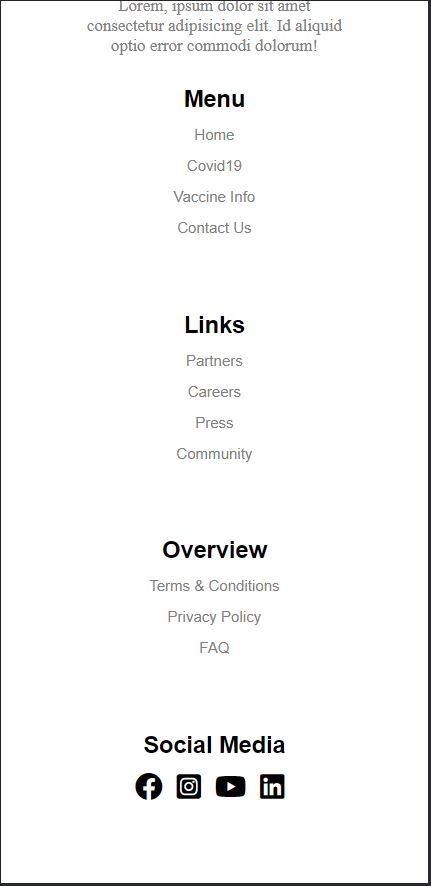 Lorem, ipsum dolor sit amet
consectetur adipisicing elit. Id aliquid
optio error commodi dolorum!
Menu
Home
Covid19
Vaccine Info
Contact Us
Links
Partners
Careers
Press
Community
Overview
Terms & Conditions
Privacy Policy
FAQ
Social Media